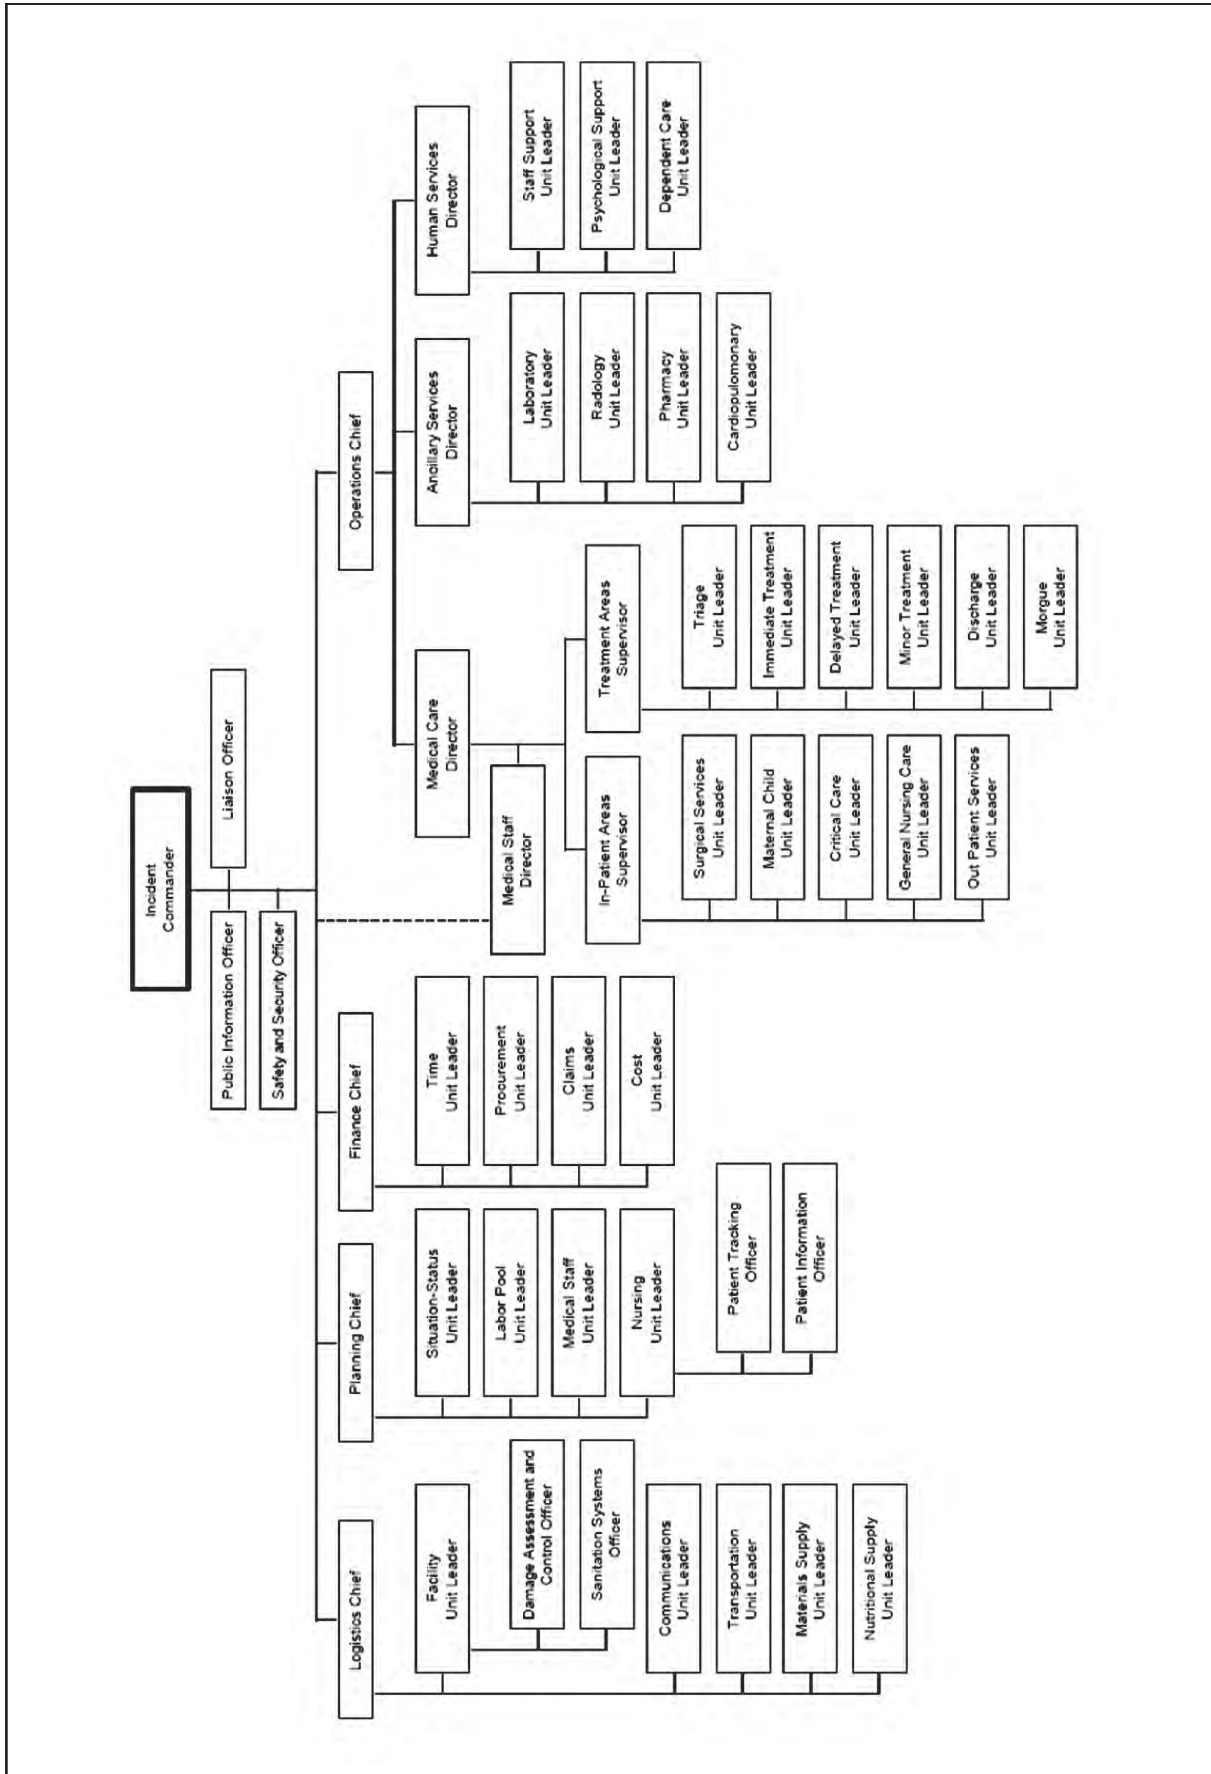 Incident
Commander
Public Information Officer
Liaison Officer
Safety and Security Officer
Logistics Chief
Facility
Unit Leader
Damage Assessment and
Control Officer
Sanitation Systems
Officer
Communications
Unit Leader
Transportation
Unit Leader
Materials Supply
Unit Leader
Nutritional Supply
Unit Leader
Planning Chief
Situation-Status
Unit Leader
Labor Pool
Unit Leader
Medical Staff
Unit Leader
Nursing
Unit Leader
Patient Tracking
Officer
Patient Information
Officer
Finance Chief
Time
Unit Leader
Procurement
Unit Leader
Claims
Unit Leader
Cost
Unit Leader
Operations Chief
Medical Care
Director
Medical Staff
Director
In-Patient Areas
Supervisor
Surgical Services
Unit Leader
Maternal Child
Unit Leader
Critical Care
Unit Leader
General Nursing Care
Unit Leader
Out Patient Services
Unit Leader
Treatment Areas
Supervisor
Triage
Unit Leader
Immediate Treatment
Unit Leader
Delayed Treatment
Unit Leader
Minor Treatment
Unit Leader
Discharge
Unit Leader
Morgue
Unit Leader
Ancillary Services
Director
Laboratory
Unit Leader
Radology
Unit Leader
Pharmacy
Unit Leader
Cardiopulomonary
Unit Leader
Human Services
Director
Staff Support
Unit Leader
Psychological Support
Unit Leader
Dependent Care
Unit Leader